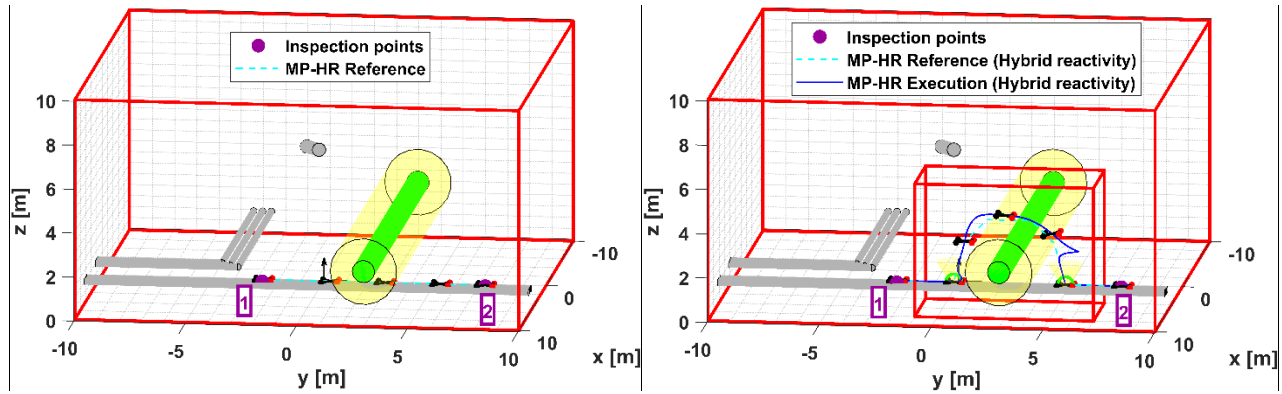 Inspection points
MP-HR Reference
10
8
6
4
2
0
z [m]
-10
-5
0
5
10
y [m]
-10
0
10
x [m]
1
2
Inspection points
MP-HR Reference (Hybrid reactivity)
MP-HR Execution (Hybrid reactivity)
10
8
6
4
2
0
z [m]
-10
-5
0
5
10
y [m]
-10
0
10
x [m]
1
2